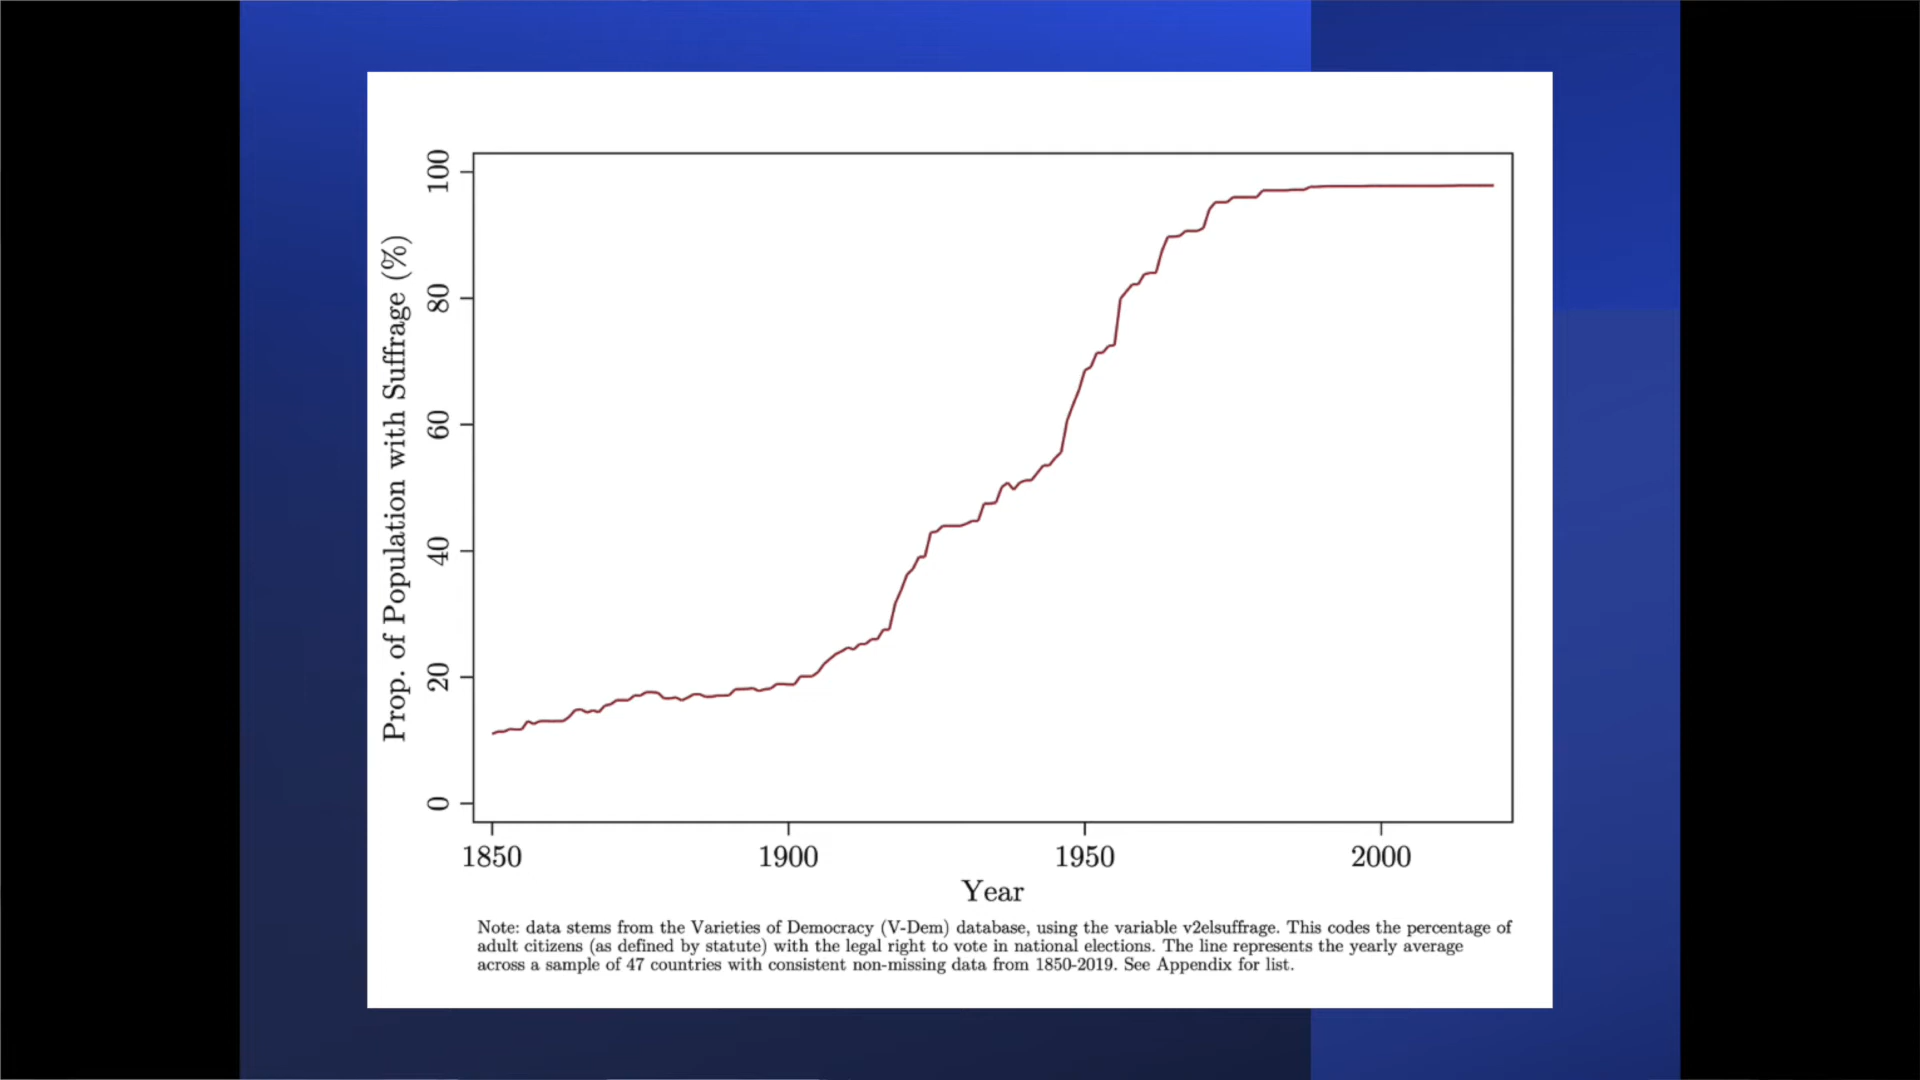 100
80
60
40
20
0
Prop. of Population with Suffrage (%)
1850 1900 1950 2000
Year
Note: data stems from the Varieties of Democracy (V-Dem) database, using the variable v2elsuffrage. This codes the percentage of
adult citizens (as defined by statute) with the legal right to vote in national elections. The line represents the yearly average
across a sample of 47 countries with consistent non-missing data from 1850-2019. See Appendix for list.